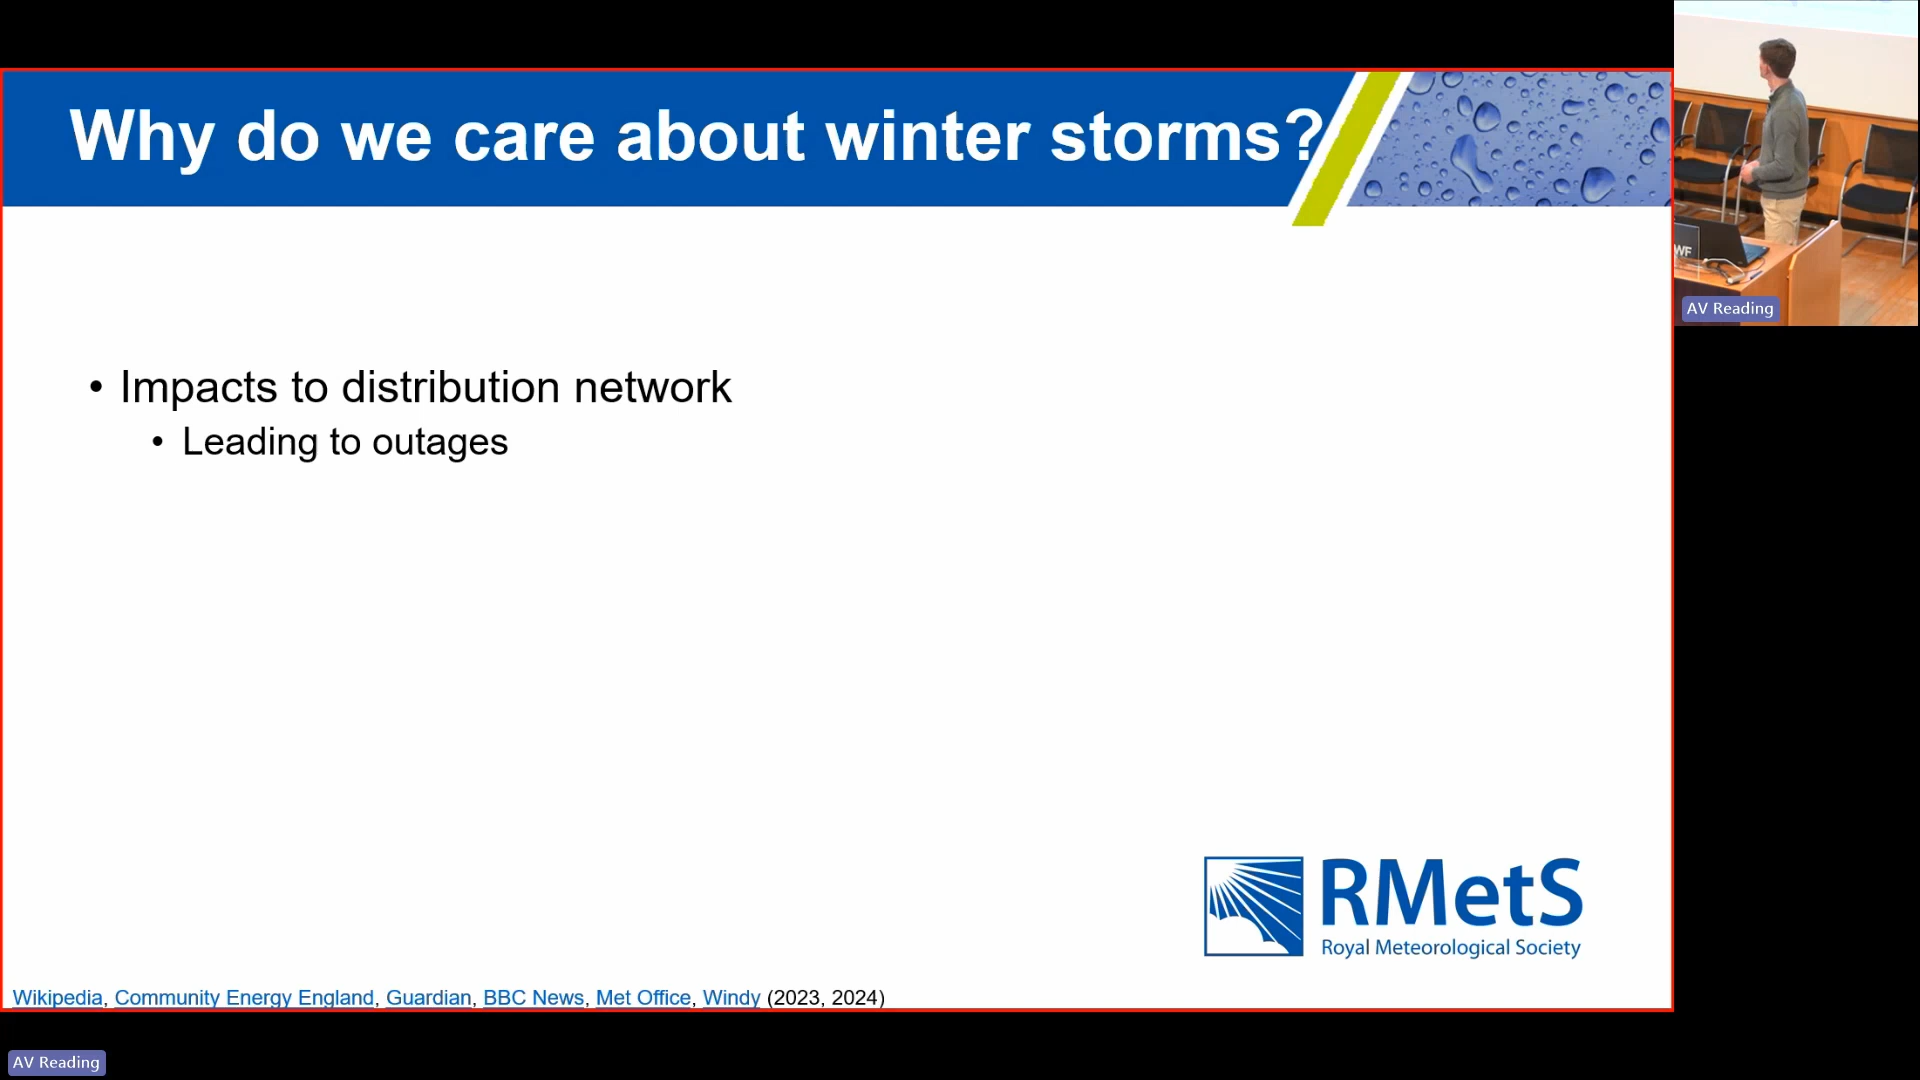 Why do we care about winter storms?
• Impacts to distribution network
• Leading to outages
RMetS
Royal Meteorological Society
Wikipedia, Community Energy England, Guardian, BBC News, Met Office, Windy (2023, 2024)
WF
AV Reading
AV Reading